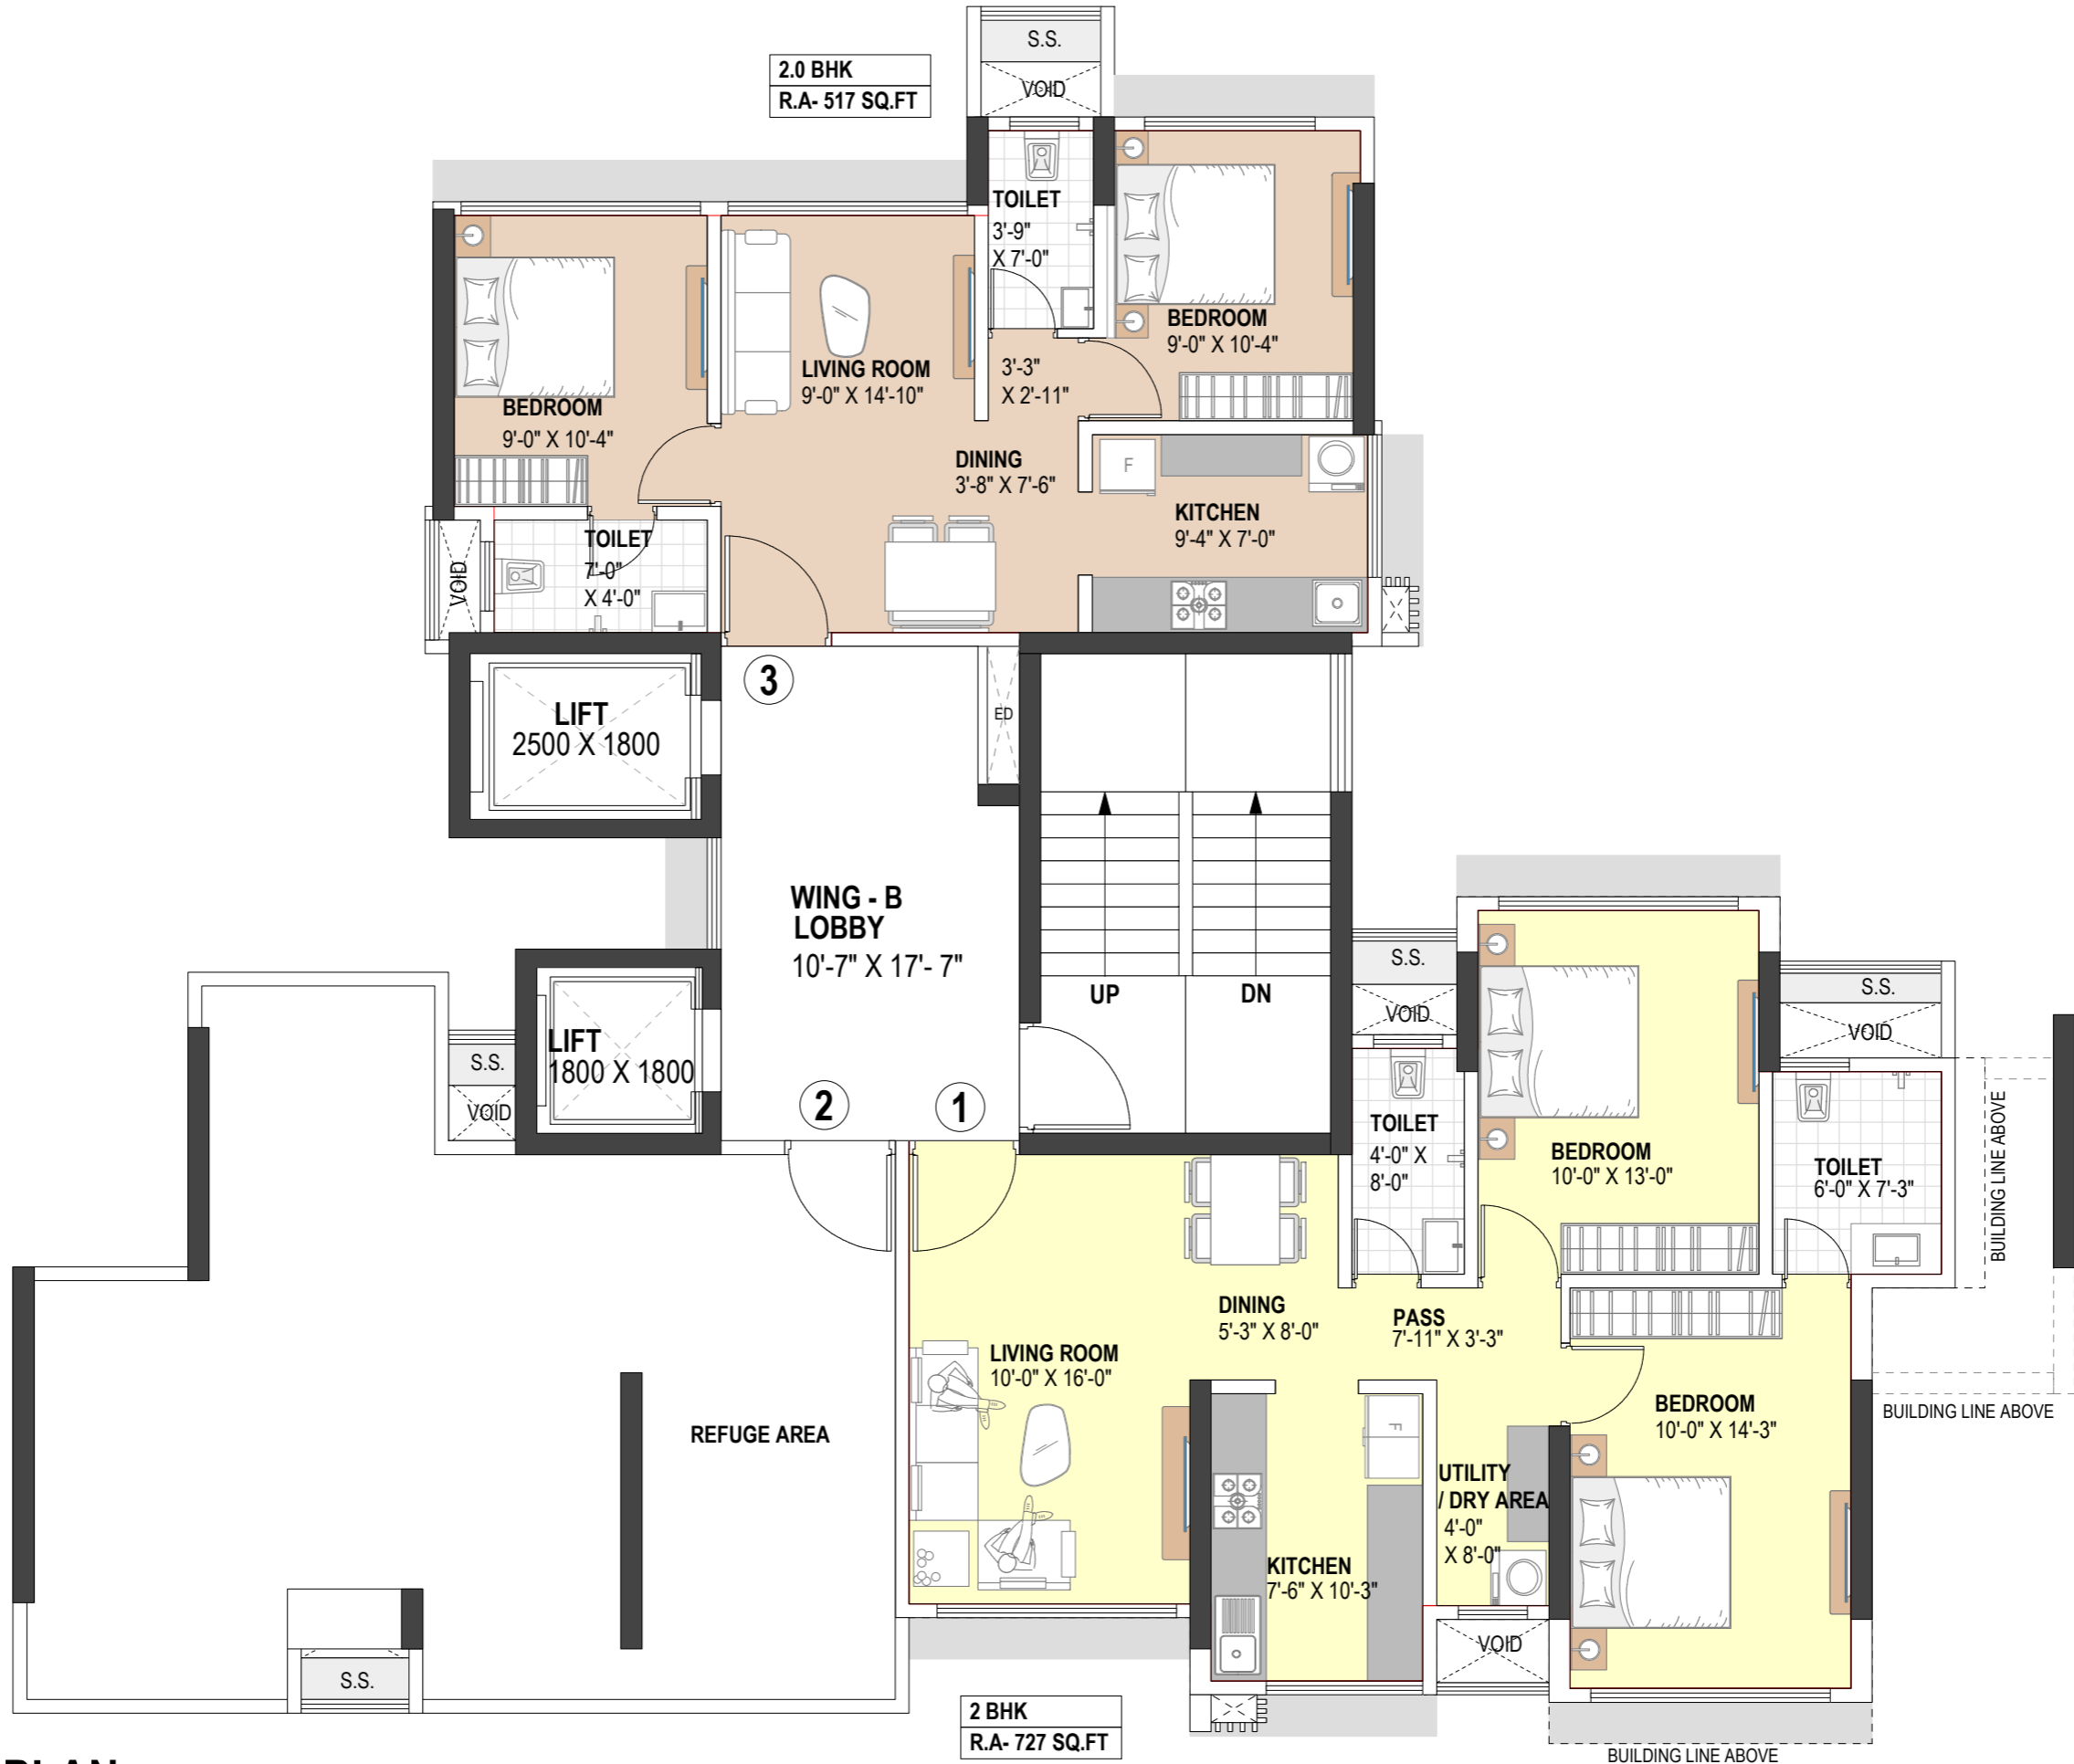 S.S.
VOID
2.0 BHK
R.A- 517 SQ.FT
TOILET
3'-9"
X 7'-0"
BEDROOM
9'-0" X 10'-4"
LIVING ROOM
9'-0" X 14'-10"
3'-3"
X 2'-11"
BEDROOM
9'-0" X 10'-4"
DINING
3'-8" X 7'-6"
F
KITCHEN
9'-4" X 7'-0"
TOILET
7'-0"
X 4'-0"
VOID
3
LIFT
2500 X 1800
ED
WING - B
LOBBY
10'-7" X 17'- 7"
UP
DN
S.S.
VOID
S.S.
VOID
LIFT
1800 X 1800
S.S.
VOID
2
1
TOILET
4'-0" X
8'-0"
BEDROOM
10'-0" X 13'-0"
TOILET
6'-0" X 7'-3"
BUILDING LINE ABOVE
DINING
5'-3" X 8'-0"
PASS
7'-11" X 3'-3"
LIVING ROOM
10'-0" X 16'-0"
BEDROOM
10'-0" X 14'-3"
BUILDING LINE ABOVE
REFUGE AREA
F
UTILITY
/ DRY AREA
4'-0"
X 8'-0"
KITCHEN
7'-6" X 10'-3"
VOID
S.S.
2 BHK
R.A- 727 SQ.FT
BUILDING LINE ABOVE